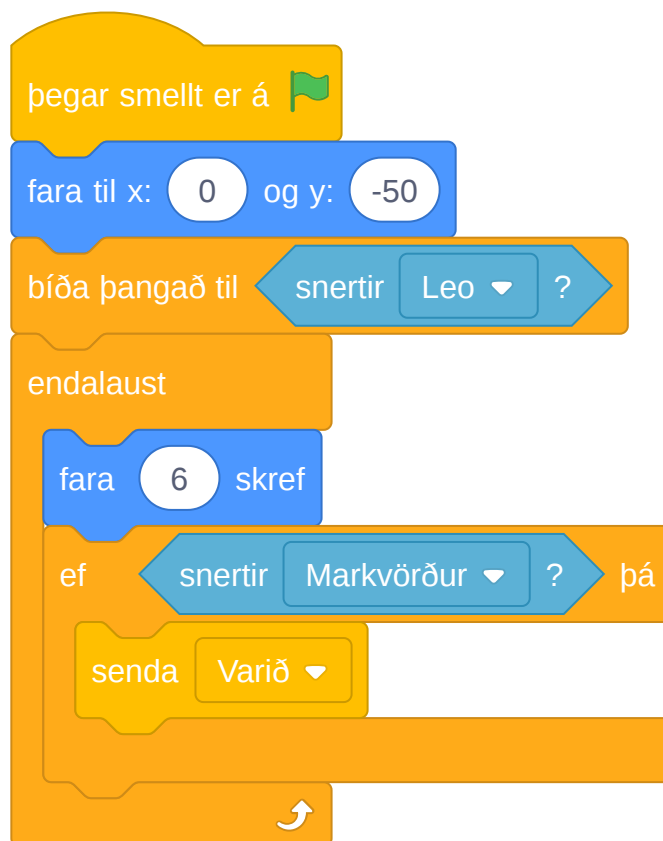 þegar smellt er á
fara til x: 0 og y: -50
bíða þangað til snertir Leo ?
endalaust
fara 6 skref
ef snertir Markvörður ? þá
senda Varið